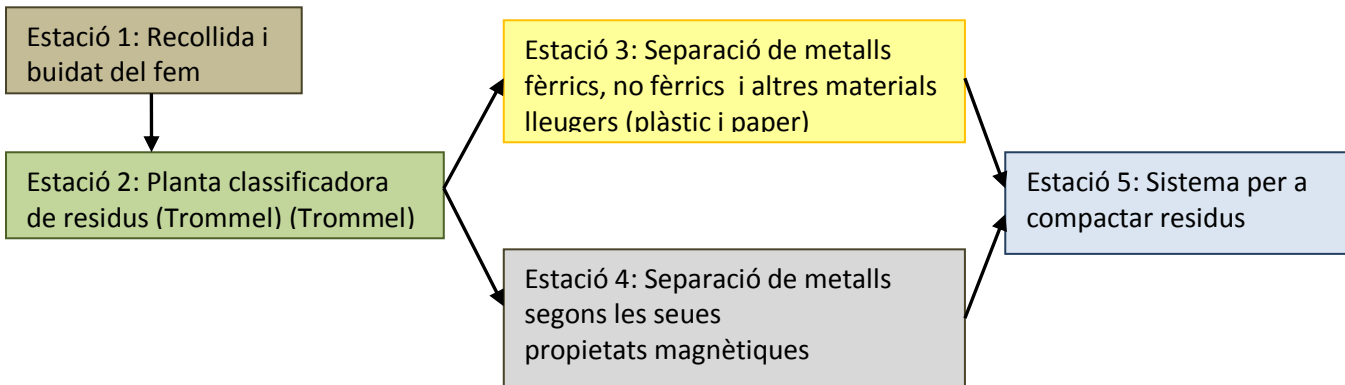 Estació 1: Recollida i
buidat del fem
Estació 2: Planta classificadora
de residus (Trommel) (Trommel)
Estació 3: Separació de metalls
fèrrics, no fèrrics i altres materials
lleugers (plàstic i paper)
Estació 4: Separació de metalls
segons les seues
propietats magnètiques
Estació 5: Sistema per a
compactar residus